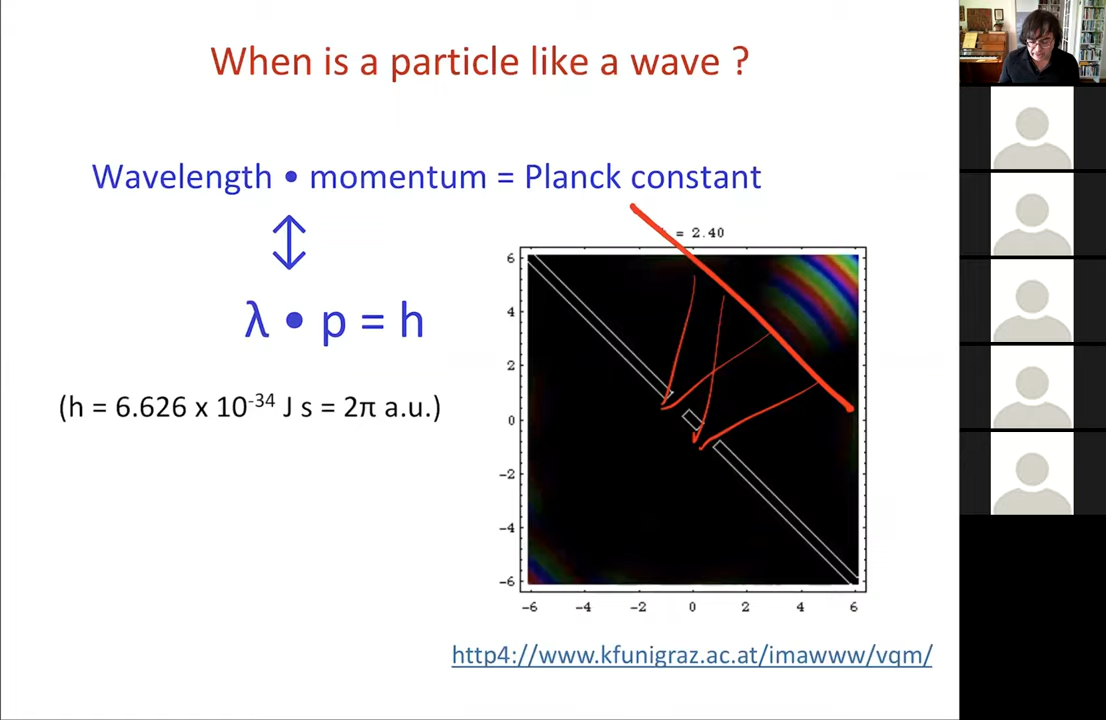 When is a particle like a wave ?
Wavelength • momentum = Planck constant
λ • p = h
(h = 6.626 x 10-34 J s = 2π a.u.)
= 2.40
6
4
2
0
-2
-4
-6
-6 -4 -2 0 2 4 6
http4://www.kfunigraz.ac.at/imawww/vqm/